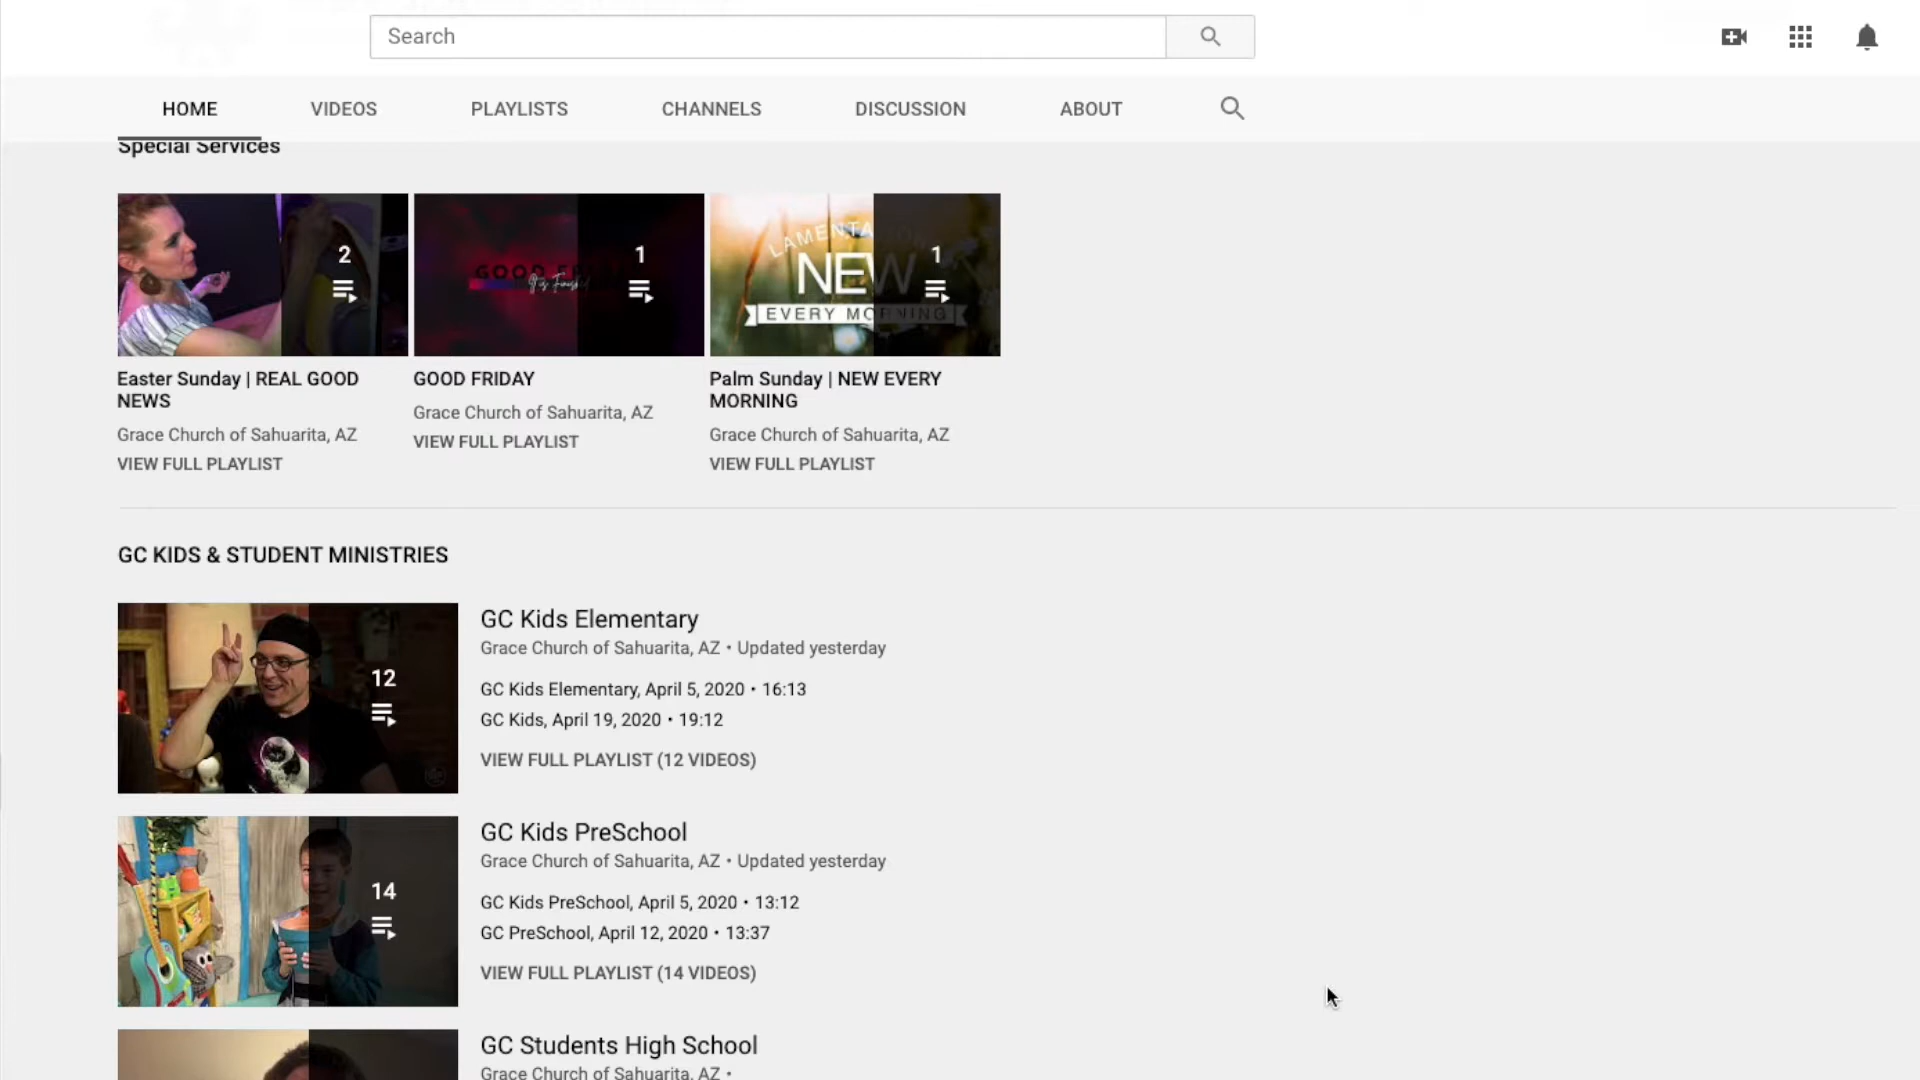 Search
HOME VIDEOS PLAYLISTS CHANNELS DISCUSSION ABOUT
Special Services
2
1
LAMENTA
NEW
EVERY MORNING
1
GOOD
It is Finished
Easter Sunday | REAL GOOD
NEWS
Grace Church of Sahuarita, AZ
VIEW FULL PLAYLIST
GOOD FRIDAY
Grace Church of Sahuarita, AZ
VIEW FULL PLAYLIST
Palm Sunday | NEW EVERY
MORNING
Grace Church of Sahuarita, AZ
VIEW FULL PLAYLIST
GC KIDS & STUDENT MINISTRIES
12
GC Kids Elementary
Grace Church of Sahuarita, AZ • Updated yesterday
GC Kids Elementary, April 5, 2020 • 16:13
GC Kids, April 19, 2020 • 19:12
VIEW FULL PLAYLIST (12 VIDEOS)
14
GC Kids PreSchool
Grace Church of Sahuarita, AZ • Updated yesterday
GC Kids PreSchool, April 5, 2020 • 13:12
GC PreSchool, April 12, 2020 • 13:37
VIEW FULL PLAYLIST (14 VIDEOS)
GC Students High School
Grace Church of Sahuarita, AZ •